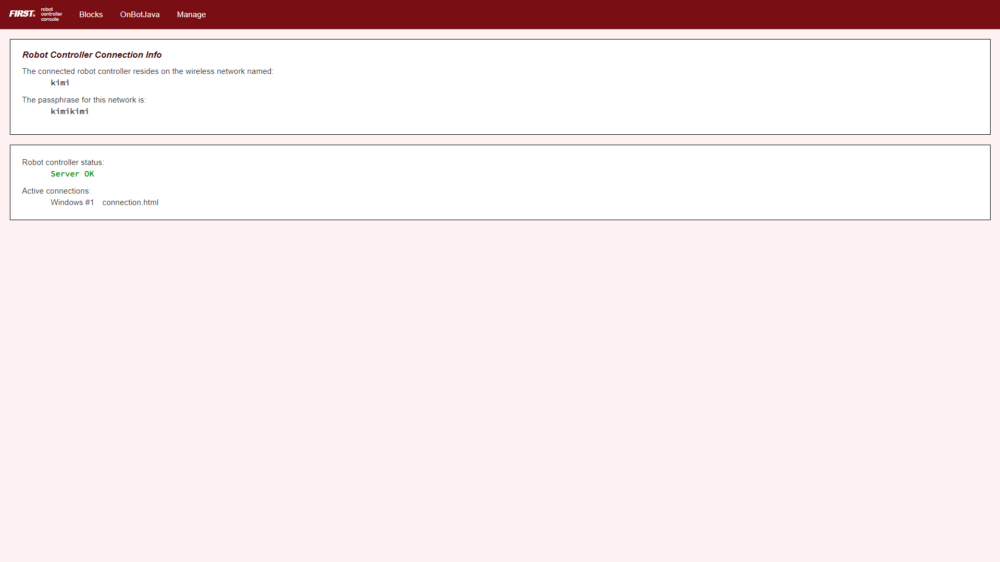 FIRST® robot controller console Blocks OnBotJava Manage
Robot Controller Connection Info
The connected robot controller resides on the wireless network named:
kimi
The passphrase for this network is:
kimikimi
Robot controller status:
Server OK
Active connections:
Windows #1 connection.html